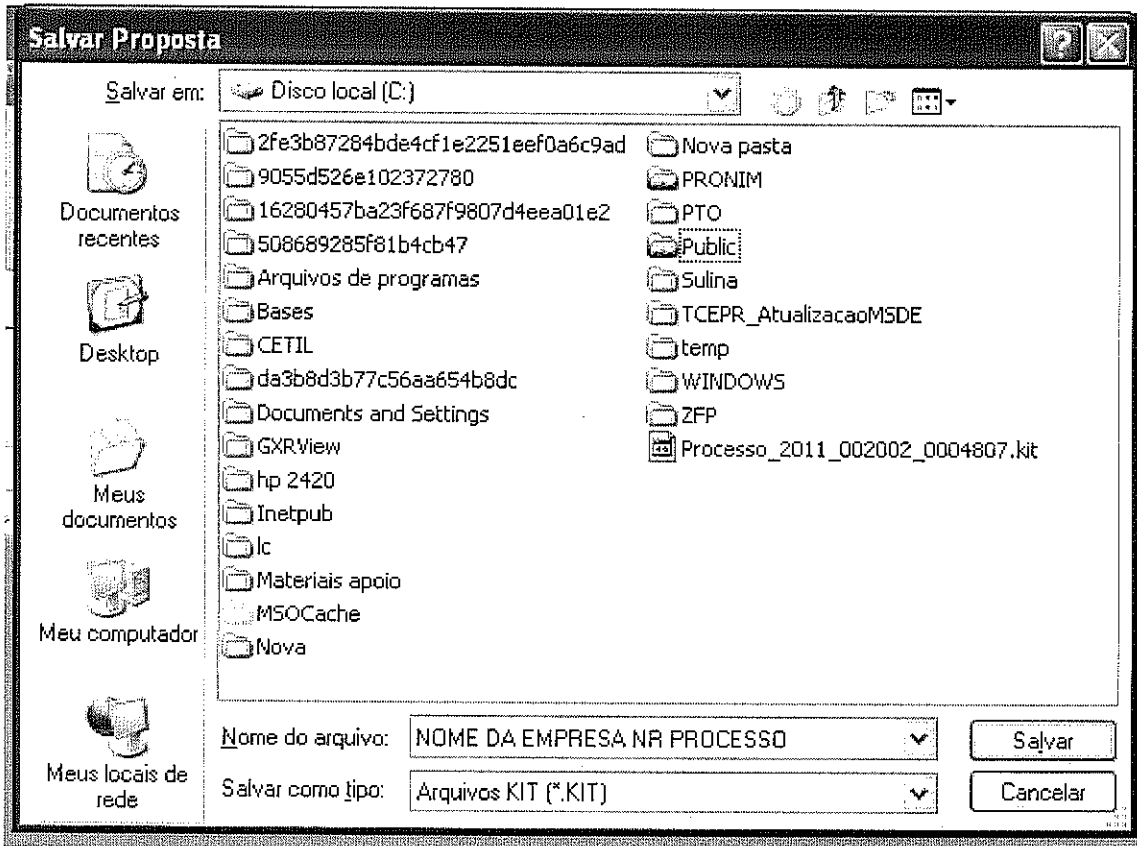 Salvar Proposta
Salvar em:
Disco local (C:)
Documentos
recentes
Desktop
Meus
documentos
Meu computador
Meus locais de
rede
2fe3b87284bde4cf1e2251eef0a6c9ad
9055d526e102372780
16280457ba23f687f9807d4eea01e2
508689285f81b4cb47
Arquivos de programas
Bases
CETIL
da3b8d3b77c56aa654b8dc
Documents and Settings
GXRView
hp 2420
Inetpub
lc
Materiais apoio
MSOCache
Nova
Nova pasta
PRONIM
PTO
Public
Sulina
TCEPR_AtualizacaoMSDE
temp
WINDOWS
ZFP
Processo_2011_002002_0004807.kit
Nome do arquivo:
NOME DA EMPRESA NR PROCESSO
Salvar
Salvar como tipo:
Arquivos KIT (*.KIT)
Cancelar